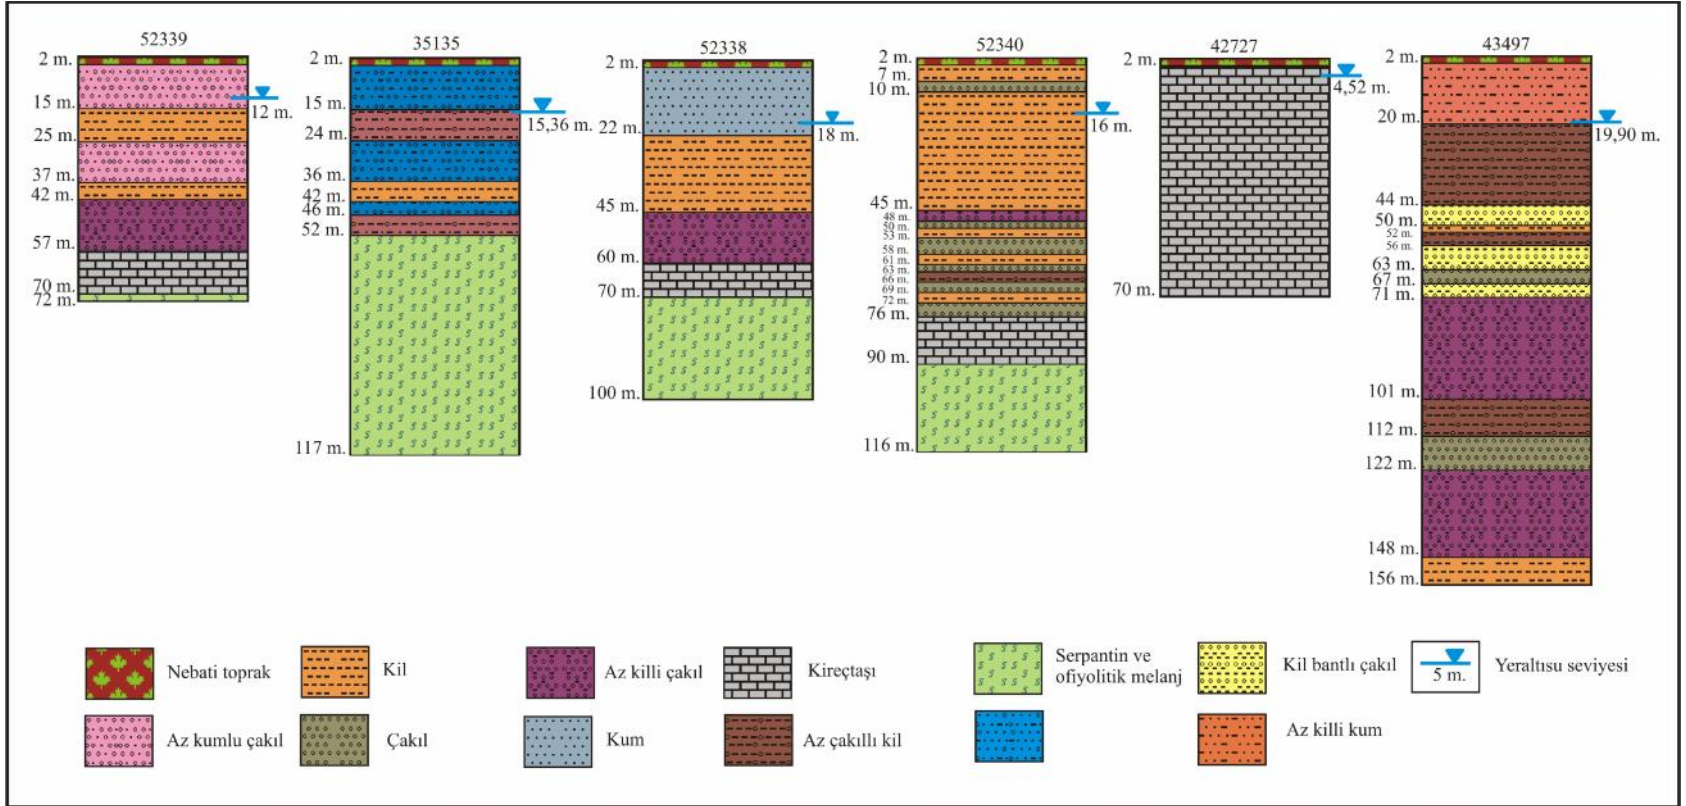 52339
2 m.
15 m.
25 m.
37 m.
42 m.
57 m.
70 m.
72 m.
12 m.
35135
2 m.
15 m.
24 m.
36 m.
42 m.
46 m.
52 m.
117 m.
15,36 m.
52338
2 m.
22 m.
45 m.
60 m.
70 m.
100 m.
18 m.
52340
2 m.
7 m.
10 m.
45 m.
48 m.
50 m.
53 m.
58 m.
61 m.
63 m.
66 m.
69 m.
72 m.
76 m.
90 m.
116 m.
16 m.
42727
2 m.
70 m.
4,52 m.
43497
2 m.
20 m.
44 m.
50 m.
52 m.
56 m.
63 m.
67 m.
71 m.
101 m.
112 m.
122 m.
148 m.
156 m.
19,90 m.
Nebati toprak
Kil
Az killi çakıl
Kireçtaşı
Serpantin ve
ofiyolitik melanj
Kil bantlı çakıl
5 m.
Yeraltısu seviyesi
Az kumlu çakıl
Çakıl
Kum
Az çakıllı kil
Az killi kum